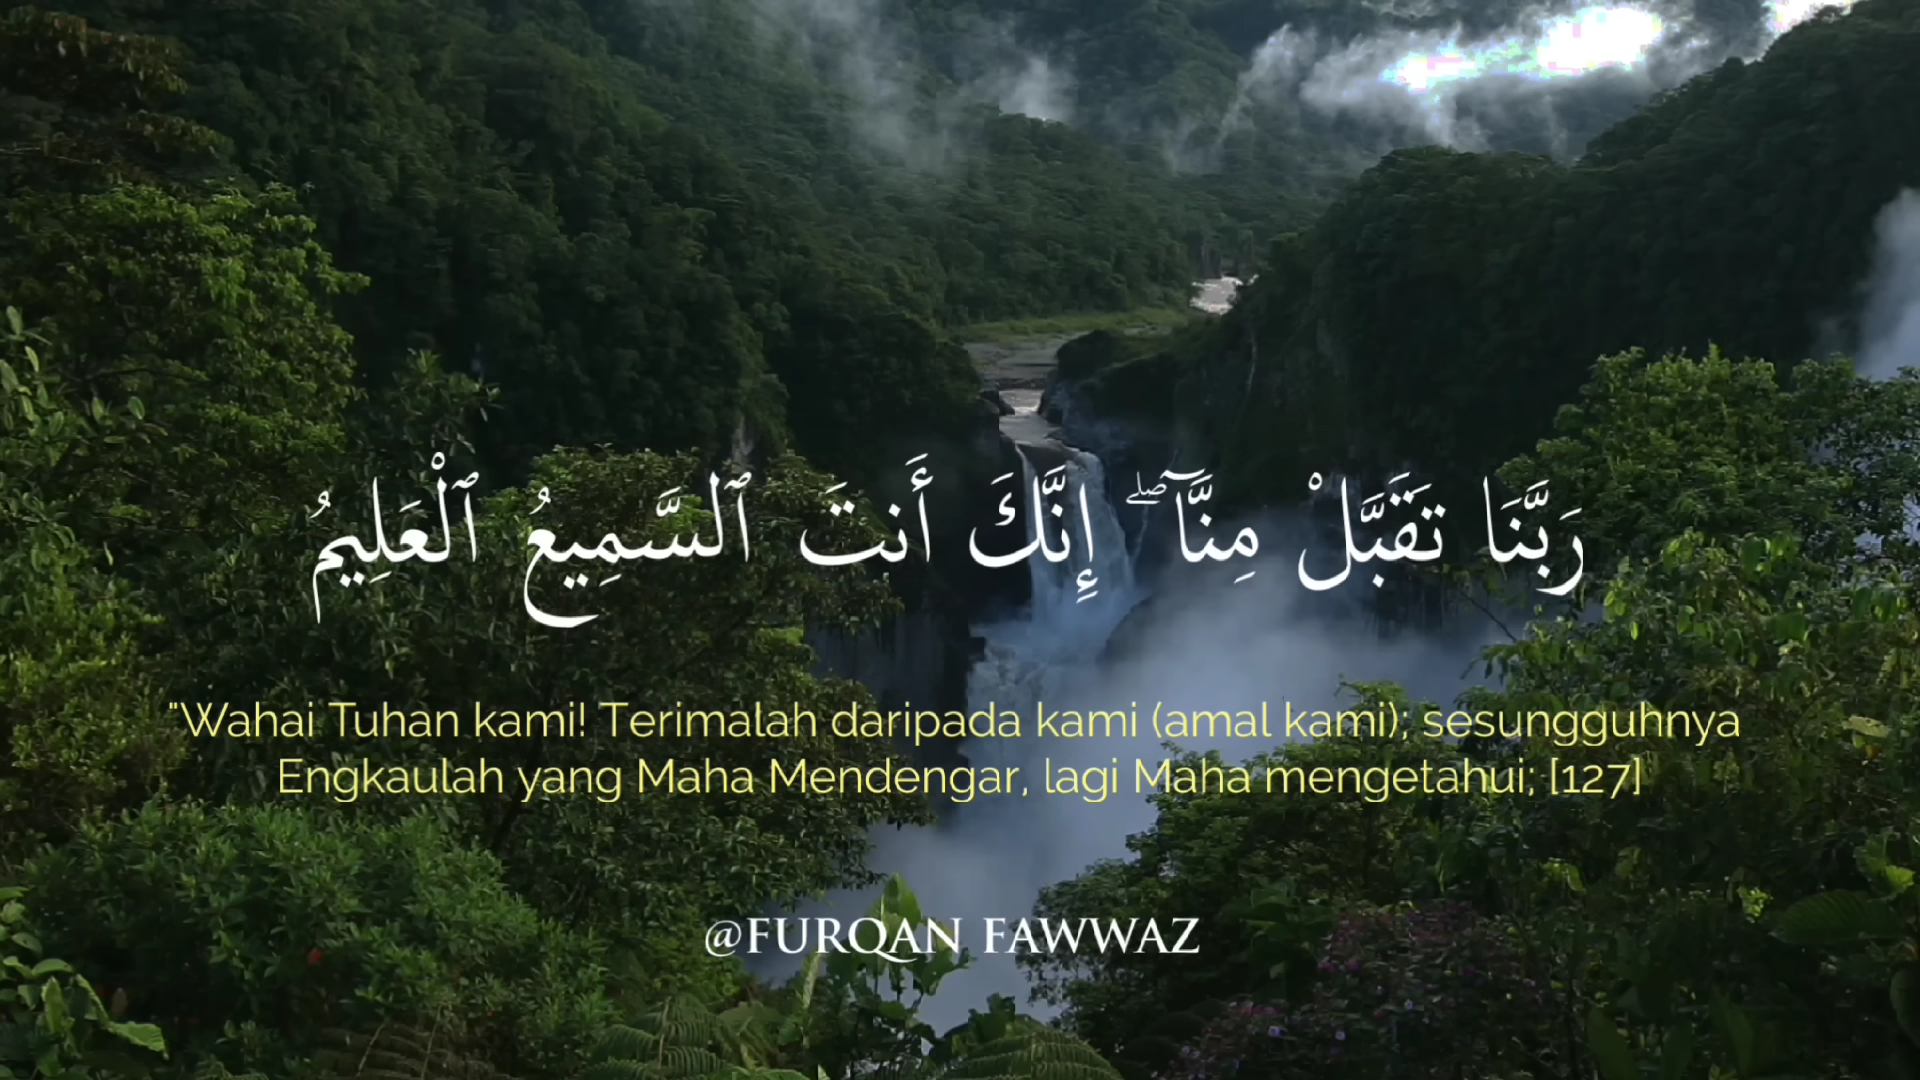 رَبَّنَا تَقَبَّلْ مِنَّآ ۖ إِنَّكَ أَنتَ ٱلسَّمِيعُ ٱلْعَلِيمُ
"Wahai Tuhan kami! Terimalah daripada kami (amal kami); sesungguhnya
Engkaulah yang Maha Mendengar, lagi Maha mengetahui; [127]
@FURQAN FAWWAZ